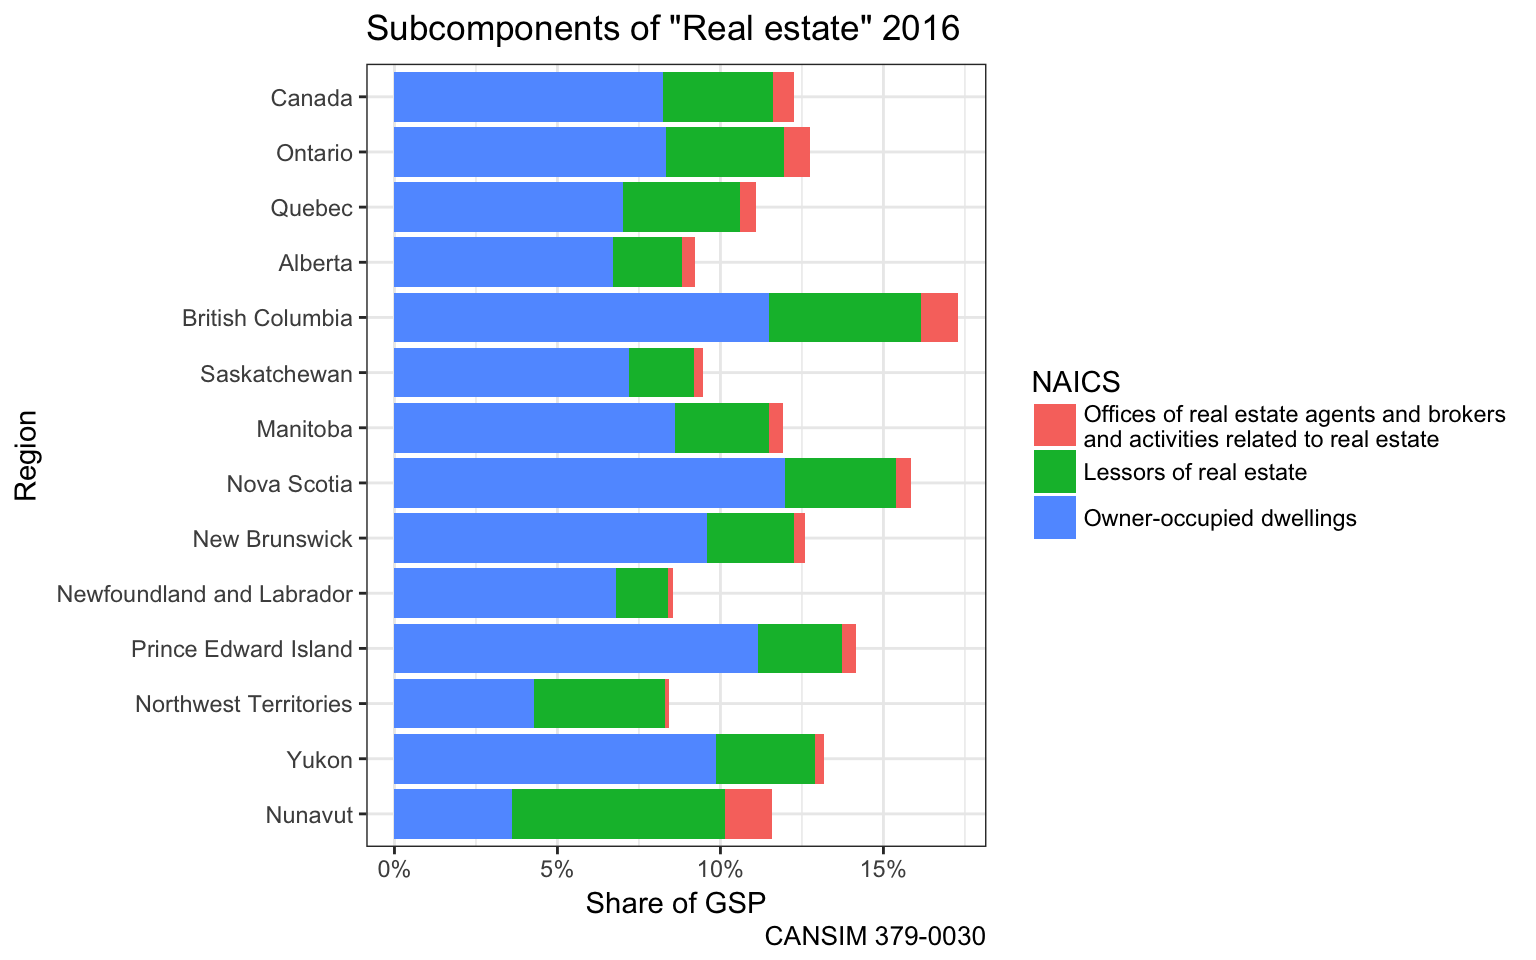 Subcomponents of "Real estate" 2016
Canada
Ontario
Quebec
Alberta
British Columbia
Saskatchewan
Manitoba
Nova Scotia
New Brunswick
Newfoundland and Labrador
Prince Edward Island
Northwest Territories
Yukon
Nunavut
Region
0%
5%
10%
15%
Share of GSP
CANSIM 379-0030
NAICS
Offices of real estate agents and brokers
and activities related to real estate
Lessors of real estate
Owner-occupied dwellings